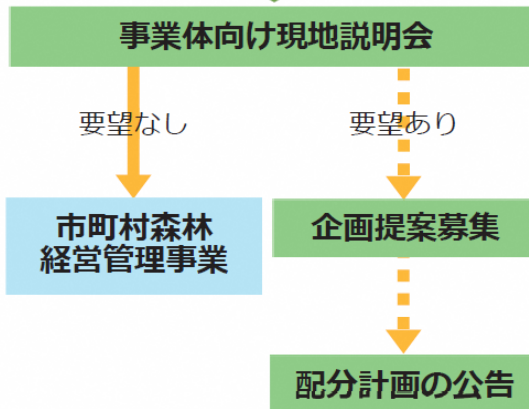 事業体向け現地説明会
要望なし
要望あり
市町村森林
経営管理事業
企画提案募集
配分計画の公告